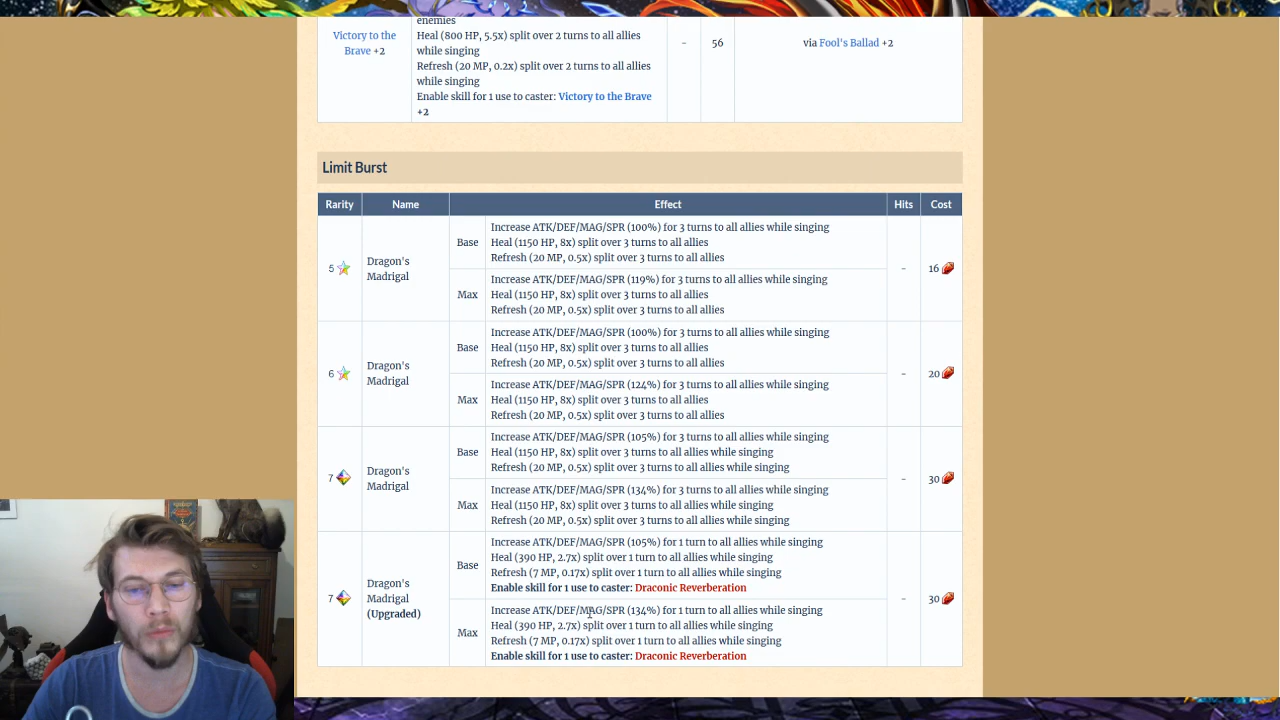 enemies
Victory to the Brave +2
Heal (800 HP, 5.5x) split over 2 turns to all allies
while singing
Refresh (20 MP, 0.2x) split over 2 turns to all allies
while singing
Enable skill for 1 use to caster: Victory to the Brave
+2
-
56
via Fool's Ballad +2
Limit Burst
Rarity Name Effect Hits Cost
5
Dragon's
Madrigal
Base
Increase ATK/DEF/MAG/SPR (100%) for 3 turns to all allies while singing
Heal (1150 HP, 8x) split over 3 turns to all allies
Refresh (20 MP, 0.5x) split over 3 turns to all allies
Max
Increase ATK/DEF/MAG/SPR (119%) for 3 turns to all allies while singing
Heal (1150 HP, 8x) split over 3 turns to all allies
Refresh (20 MP, 0.5x) split over 3 turns to all allies
-
16
6
Dragon's
Madrigal
Base
Increase ATK/DEF/MAG/SPR (100%) for 3 turns to all allies while singing
Heal (1150 HP, 8x) split over 3 turns to all allies
Refresh (20 MP, 0.5x) split over 3 turns to all allies
Max
Increase ATK/DEF/MAG/SPR (124%) for 3 turns to all allies while singing
Heal (1150 HP, 8x) split over 3 turns to all allies
Refresh (20 MP, 0.5x) split over 3 turns to all allies
-
20
7
Dragon's
Madrigal
Base
Increase ATK/DEF/MAG/SPR (105%) for 3 turns to all allies while singing
Heal (1150 HP, 8x) split over 3 turns to all allies while singing
Refresh (20 MP, 0.5x) split over 3 turns to all allies while singing
Max
Increase ATK/DEF/MAG/SPR (134%) for 3 turns to all allies while singing
Heal (1150 HP, 8x) split over 3 turns to all allies while singing
Refresh (20 MP, 0.5x) split over 3 turns to all allies while singing
-
30
7
Dragon's
Madrigal
(Upgraded)
Base
Increase ATK/DEF/MAG/SPR (105%) for 1 turn to all allies while singing
Heal (390 HP, 2.7x) split over 1 turn to all allies while singing
Refresh (7 MP, 0.17x) split over 1 turn to all allies while singing
Enable skill for 1 use to caster: Draconic Reverberation
Max
Increase ATK/DEF/MAG/SPR (134%) for 1 turn to all allies while singing
Heal (390 HP, 2.7x) split over 1 turn to all allies while singing
Refresh (7 MP, 0.17x) split over 1 turn to all allies while singing
Enable skill for 1 use to caster: Draconic Reverberation
-
30